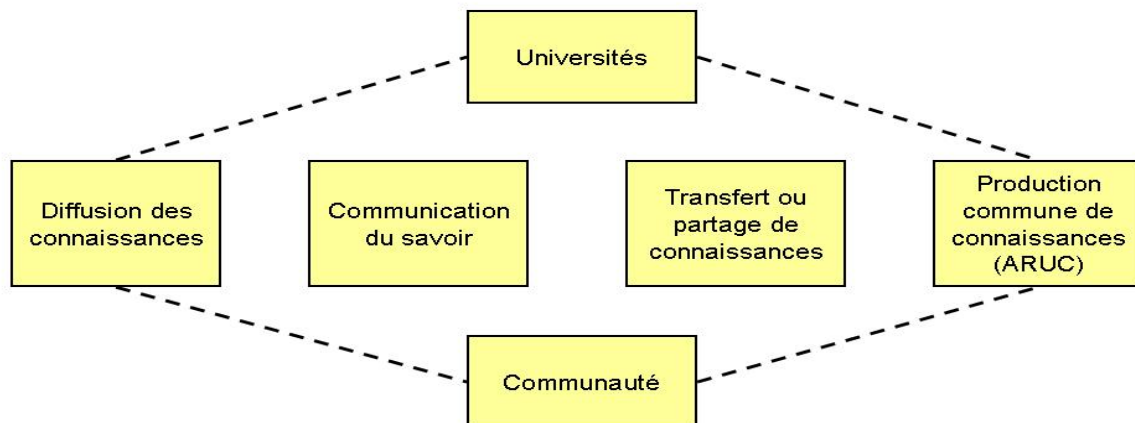 Universités
Diffusion des
connaissances
Communication
du savoir
Transfert ou
partage de
connaissances
Production
commune de
connaissances
(ARUC)
Communauté